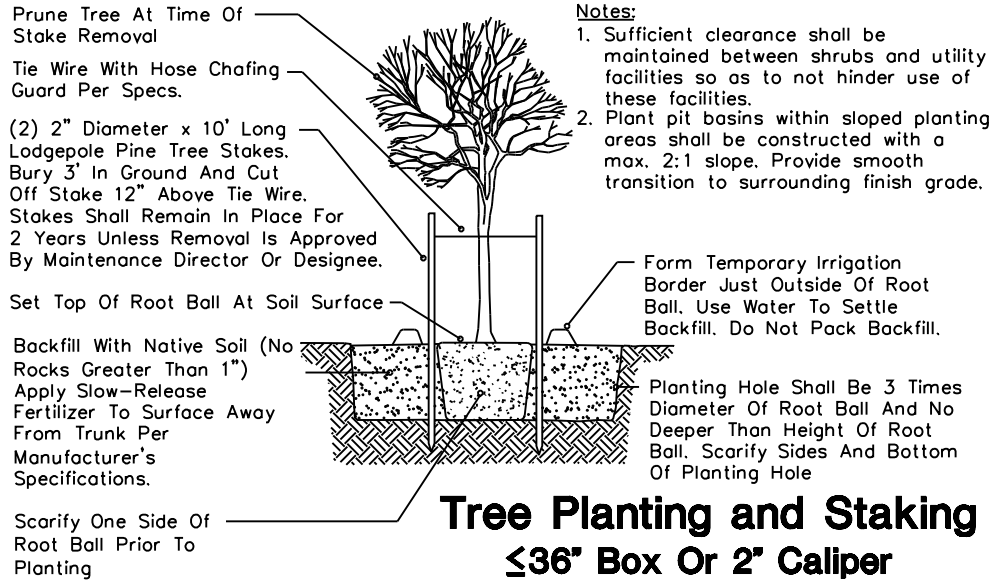 Prune Tree At Time Of
Stake Removal
Tie Wire With Hose Chafing
Guard Per Specs.
(2) 2" Diameter x 10' Long
Lodgepole Pine Tree Stakes.
Bury 3' In Ground And Cut
Off Stake 12" Above Tie Wire.
Stakes Shall Remain In Place For
2 Years Unless Removal Is Approved
By Maintenance Director Or Designee.
Set Top Of Root Ball At Soil Surface
Backfill With Native Soil (No
Rocks Greater Than 1")
Apply Slow-Release
Fertilizer To Surface Away
From Trunk Per
Manufacturer's
Specifications.
Scarify One Side Of
Root Ball Prior To
Planting
Notes:
1. Sufficient clearance shall be
maintained between shrubs and utility
facilities so as to not hinder use of
these facilities.
2. Plant pit basins within sloped planting
areas shall be constructed with a
max. 2:1 slope. Provide smooth
transition to surrounding finish grade.
Form Temporary Irrigation
Border Just Outside Of Root
Ball. Use Water To Settle
Backfill. Do Not Pack Backfill.
Planting Hole Shall Be 3 Times
Diameter Of Root Ball And No
Deeper Than Height Of Root
Ball. Scarify Sides And Bottom
Of Planting Hole
Tree Planting and Staking
≤36" Box Or 2" Caliper